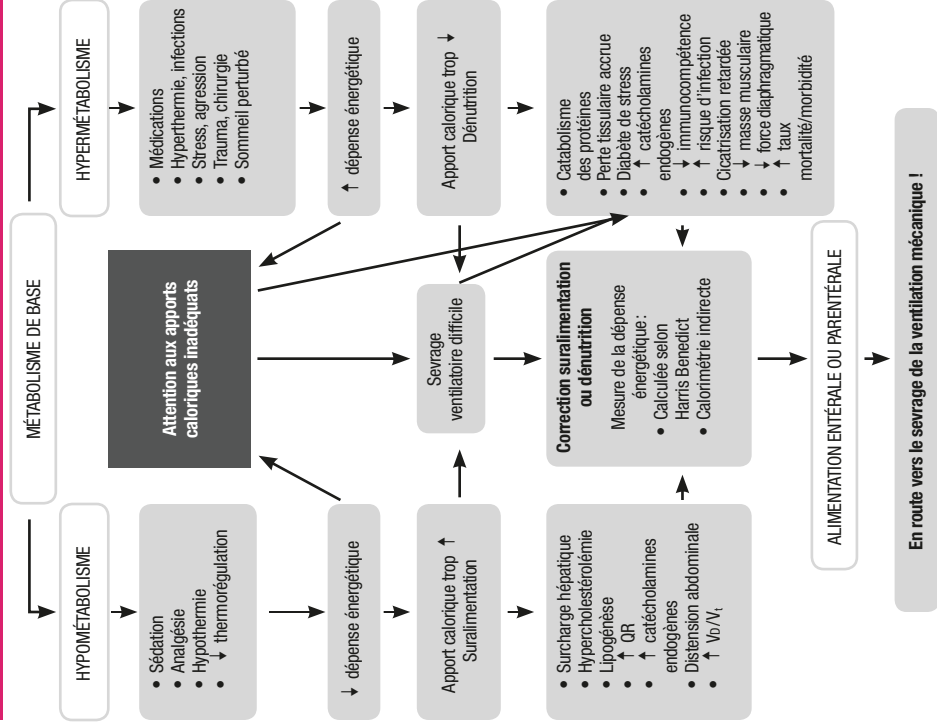 MÉTABOLISME DE BASE
HYPOMÉTABOLISME
• Sédation
• Analgésie
• Hypothermie
• ↓ thermorégulation
↓ dépense énergétique
Apport calorique trop ↑
Suralimentation
• Surcharge hépatique
• Hypercholestérolémie
• Lipogénèse
• ↑ QR
• ↑ catécholamines
endogènes
• Distension abdominale
• ↑ VD/Vt
Attention aux apports
caloriques inadéquats
Sevrage
ventilatoire difficile
Correction suralimentation
ou dénutrition
Mesure de la dépense
énergétique :
• Calculée selon
Harris Benedict
• Calorimétrie indirecte
HYPERMÉTABOLISME
• Médications
• Hyperthermie, infections
• Stress, agression
• Trauma, chirurgie
• Sommeil perturbé
↑ dépense énergétique
Apport calorique trop ↓
Dénutrition
• Catabolisme
des protéines
• Perte tissulaire accrue
• Diabète de stress
• ↑ catécholamines
endogènes
• ↓ immunocompétence
• ↑ risque d'infection
• Cicatrisation retardée
• ↓ masse musculaire
• ↓ force diaphragmatique
• ↑ taux
mortalité/morbidité
ALIMENTATION ENTÉRALE OU PARENTÉRALE
En route vers le sevrage de la ventilation mécanique !